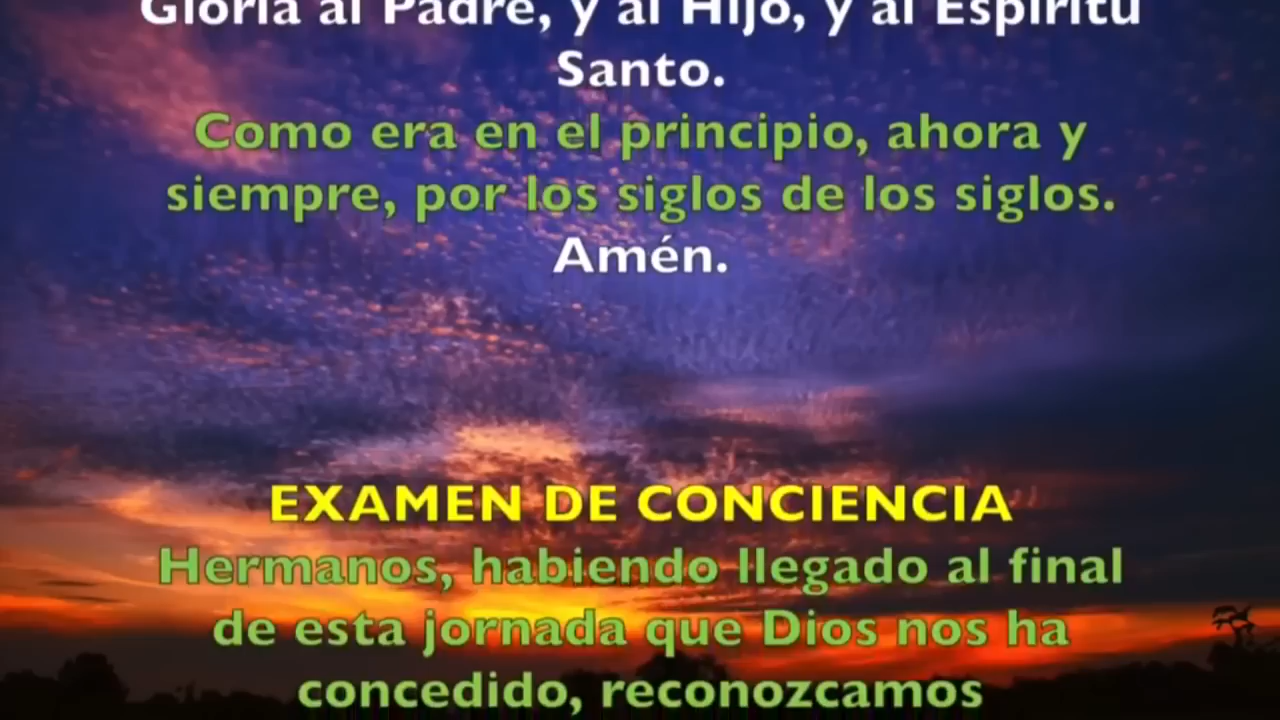 Gloria al Padre, y al Hijo, y al Espíritu
Santo.
Como era en el principio, ahora y
siempre, por los siglos de los siglos.
Amén.
EXAMEN DE CONCIENCIA
Hermanos, habiendo llegado al final
de esta jornada que Dios nos ha
concedido, reconozcamos